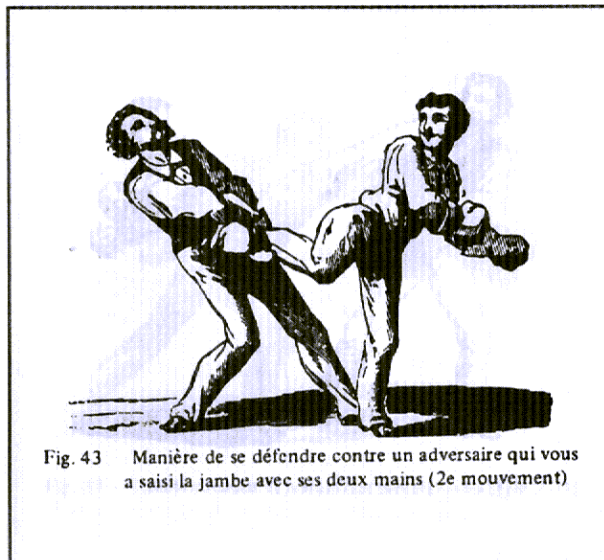 Fig. 43 Manière de se défendre contre un adversaire qui vous
a saisi la jambe avec ses deux mains (2e mouvement)